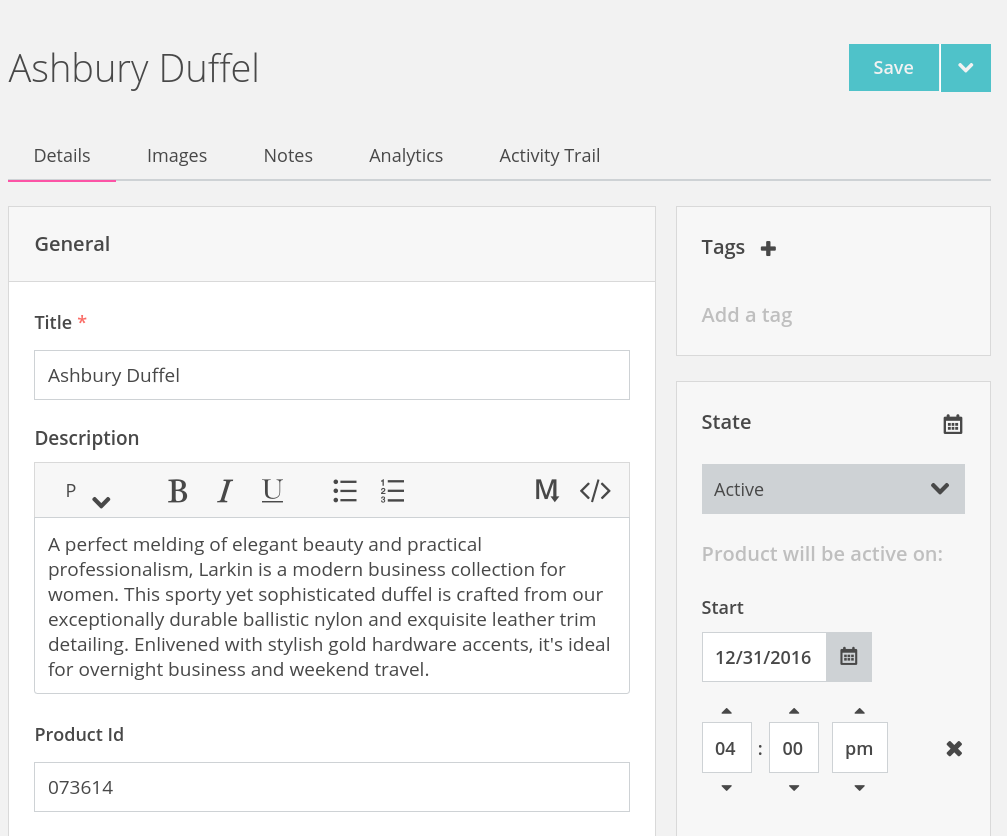 Ashbury Duffel
Save
Details Images Notes Analytics Activity Trail
General
Title *
Ashbury Duffel
Description
P B I U 1 2 3 M </>
A perfect melding of elegant beauty and practical
professionalism, Larkin is a modern business collection for
women. This sporty yet sophisticated duffel is crafted from our
exceptionally durable ballistic nylon and exquisite leather trim
detailing. Enlivened with stylish gold hardware accents, it's ideal
for overnight business and weekend travel.
Product Id
073614
Tags
Add a tag
State
Active
Product will be active on:
Start
12/31/2016
04 : 00 pm